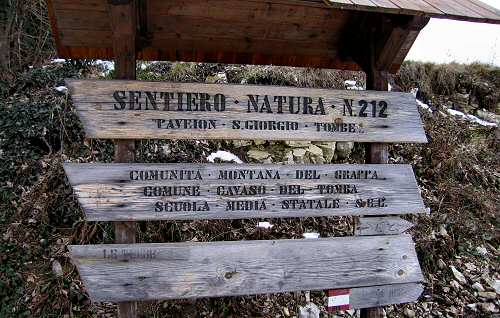 SENTIERO · NATURA · N. 212
TAVEION · S. GIORGIO · TOMBE
COMUNITA · MONTANA · DEL · GRAPPA
COMUNE · CAVASO · DEL · TOMBA
SCUOLA · MEDIA · STATALE